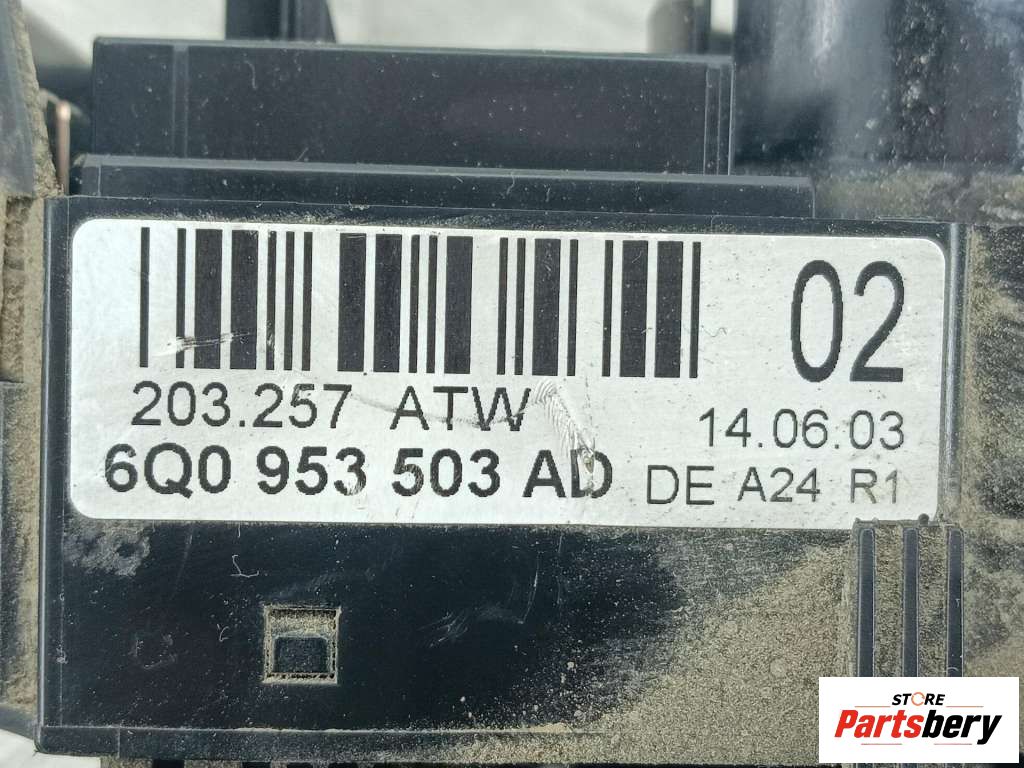 02
203.257 ATW
14.06.03
6Q0 953 503 AD
DE A24 R1
STORE
Partsbery